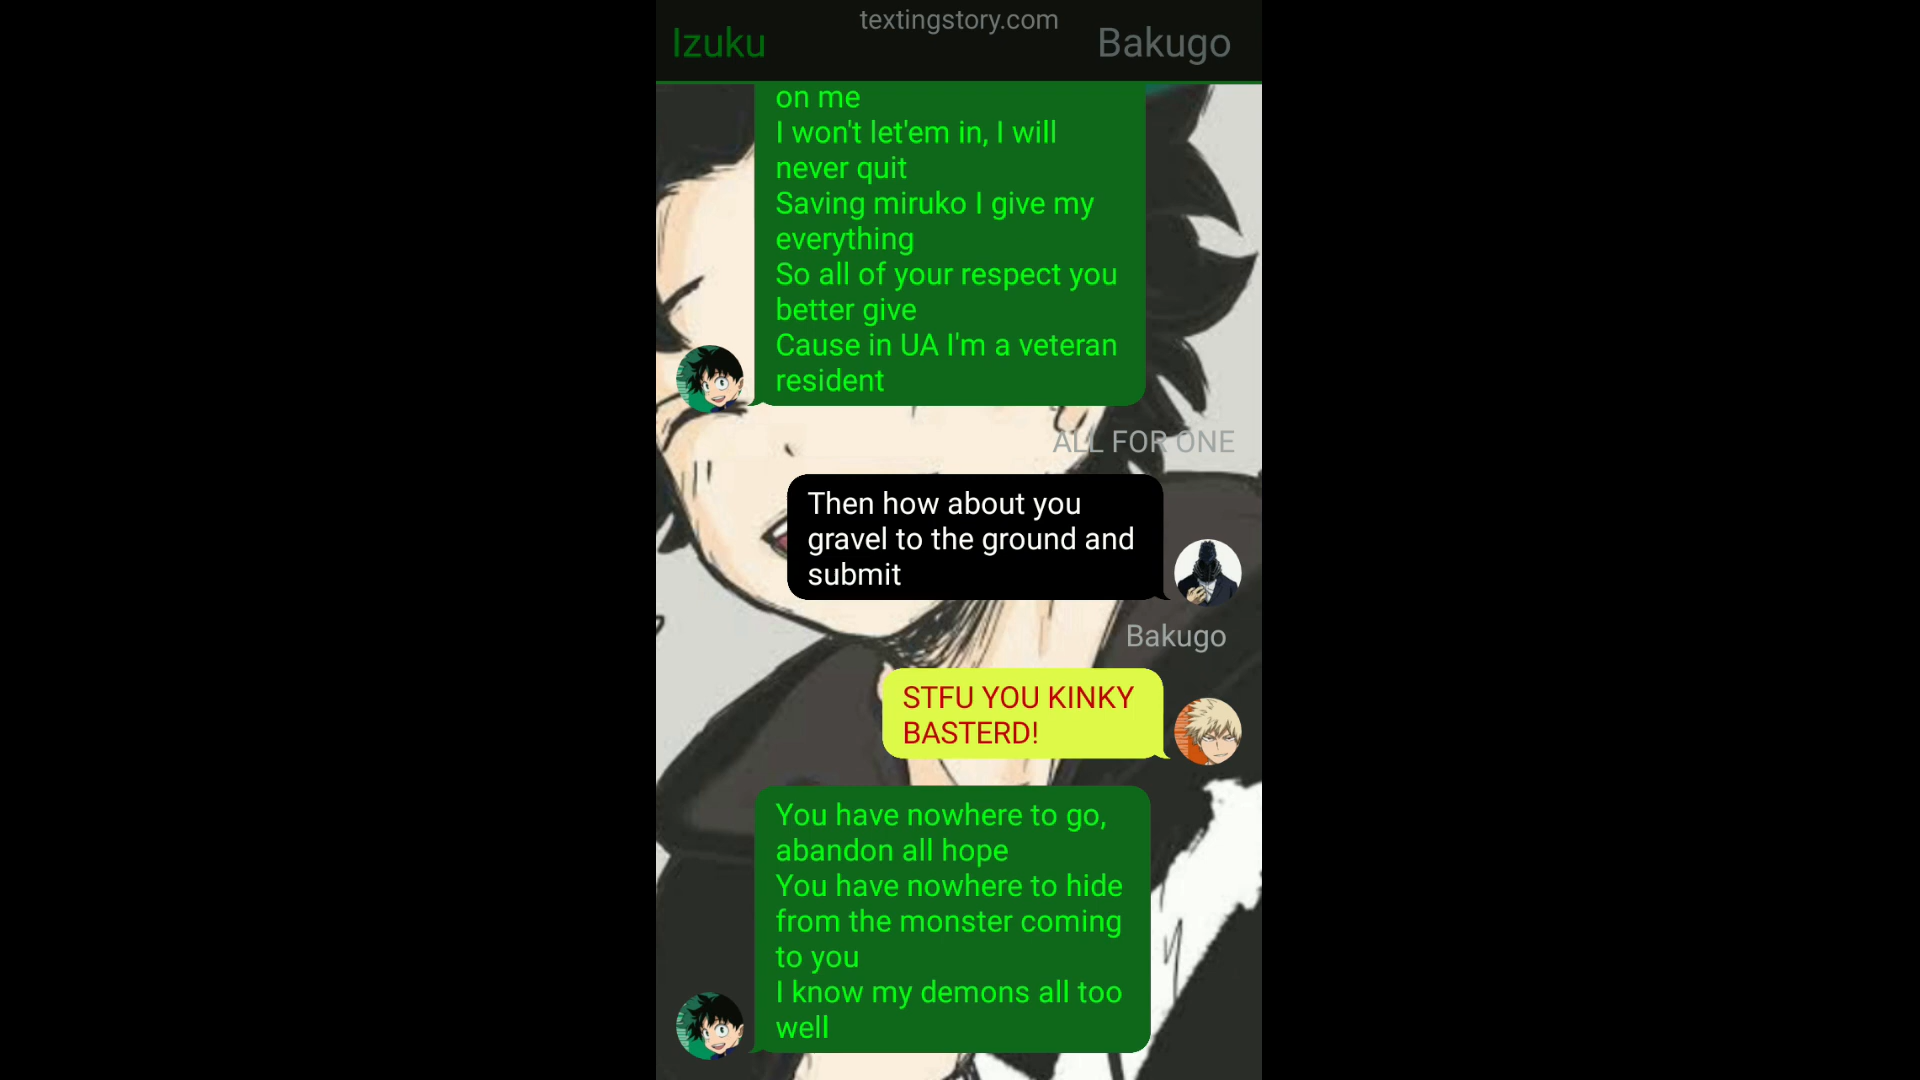 textingstory.com
Izuku
Bakugo
on me
I won't let'em in, I will
never quit
Saving miruko I give my
everything
So all of your respect you
better give
Cause in UA I'm a veteran
resident
ALL FOR ONE
Then how about you
gravel to the ground and
submit
Bakugo
STFU YOU KINKY
BASTERD!
You have nowhere to go,
abandon all hope
You have nowhere to hide
from the monster coming
to you
I know my demons all too
well